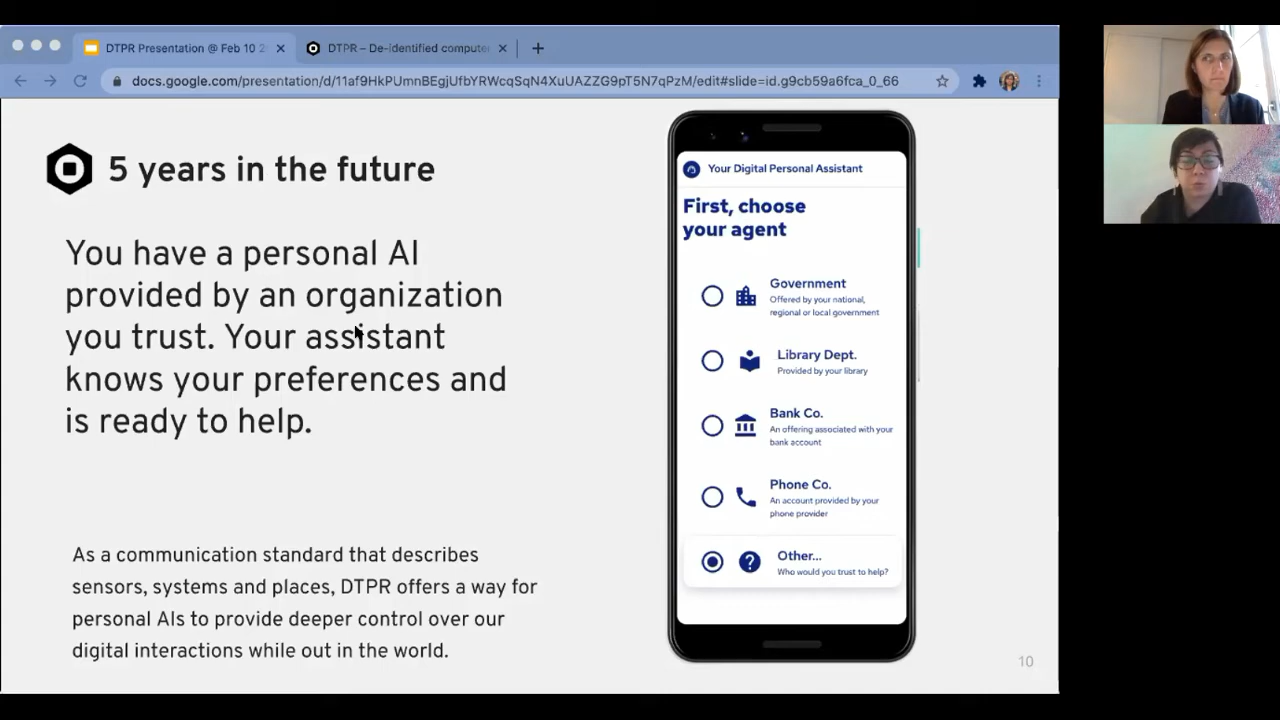 DTPR Presentation @ Feb 10 2
DTPR – De-identified compute
docs.google.com/presentation/d/11af9HkPUmnBEgjUfbYRWcqSqN4XuUAZZG9pT5N7qPzM/edit#slide=id.g9cb59a6fca_0_66
5 years in the future
You have a personal AI
provided by an organization
you trust. Your assistant
knows your preferences and
is ready to help.
As a communication standard that describes
sensors, systems and places, DTPR offers a way for
personal AIs to provide deeper control over our
digital interactions while out in the world.
Your Digital Personal Assistant
First, choose
your agent
Government
Offered by your national,
regional or local government
Library Dept.
Provided by your library
Bank Co.
An offering associated with your
bank account
Phone Co.
An account provided by your
phone provider
Other...
Who would you trust to help?
10